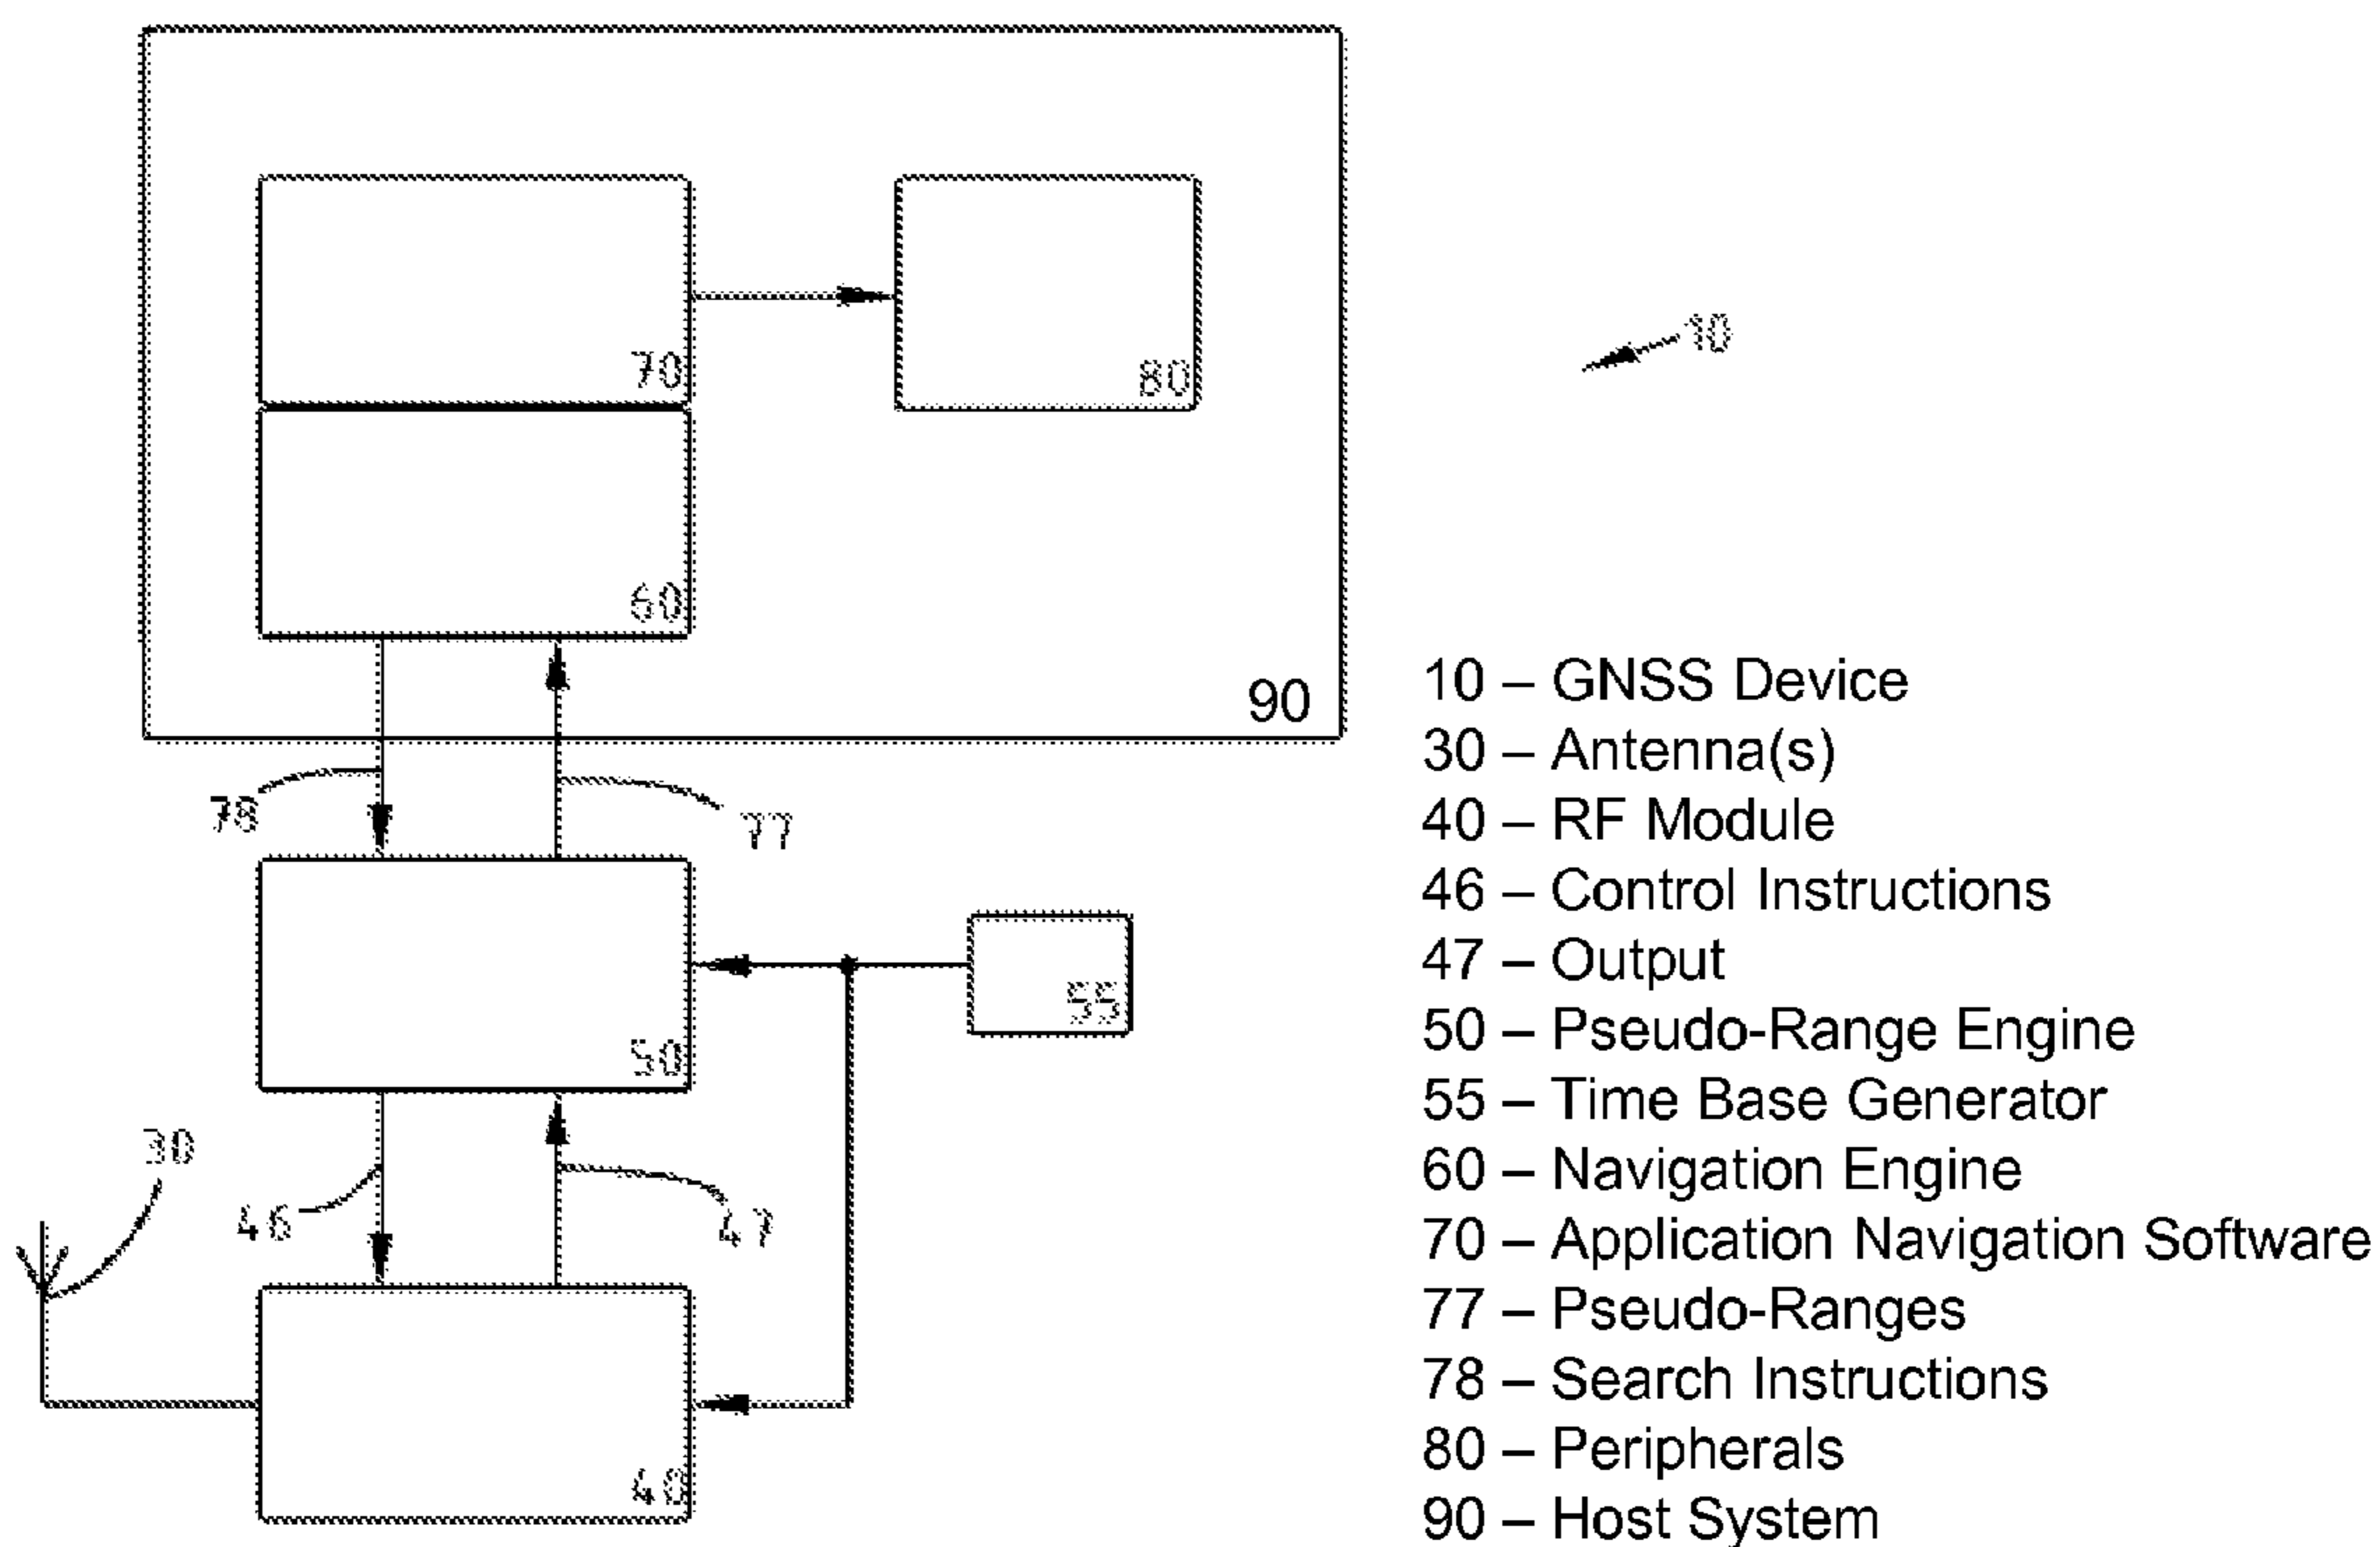 70
80
10
60
90
78
77
55
50
30
46
47
40
10 – GNSS Device
30 – Antenna(s)
40 – RF Module
46 – Control Instructions
47 – Output
50 – Pseudo-Range Engine
55 – Time Base Generator
60 – Navigation Engine
70 – Application Navigation Software
77 – Pseudo-Ranges
78 – Search Instructions
80 – Peripherals
90 – Host System